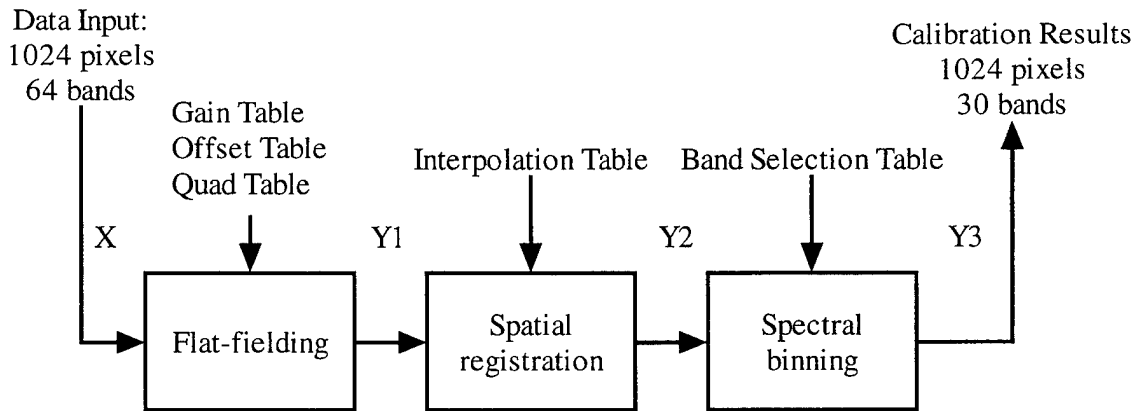 Data Input:
1024 pixels
64 bands
Calibration Results
1024 pixels
30 bands
Gain Table
Offset Table
Quad Table
Interpolation Table
Band Selection Table
X
Y1
Y2
Y3
Flat-fielding
Spatial
registration
Spectral
binning